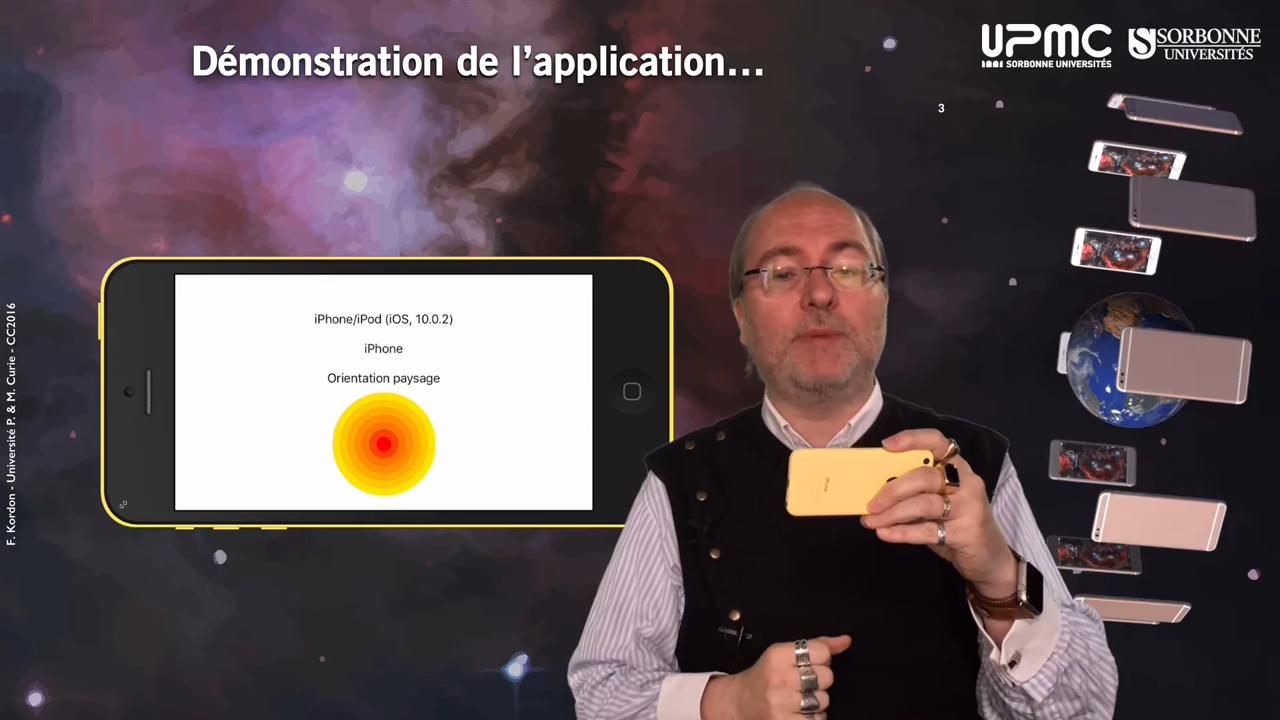 Démonstration de l'application...
UPMC
SORBONNE UNIVERSITÉS
SORBONNE
UNIVERSITÉS
3
iPhone/iPod (iOS, 10.0.2)
iPhone
Orientation paysage
iPhone
F. Kordon - Université P. & M. Curie - CC2016